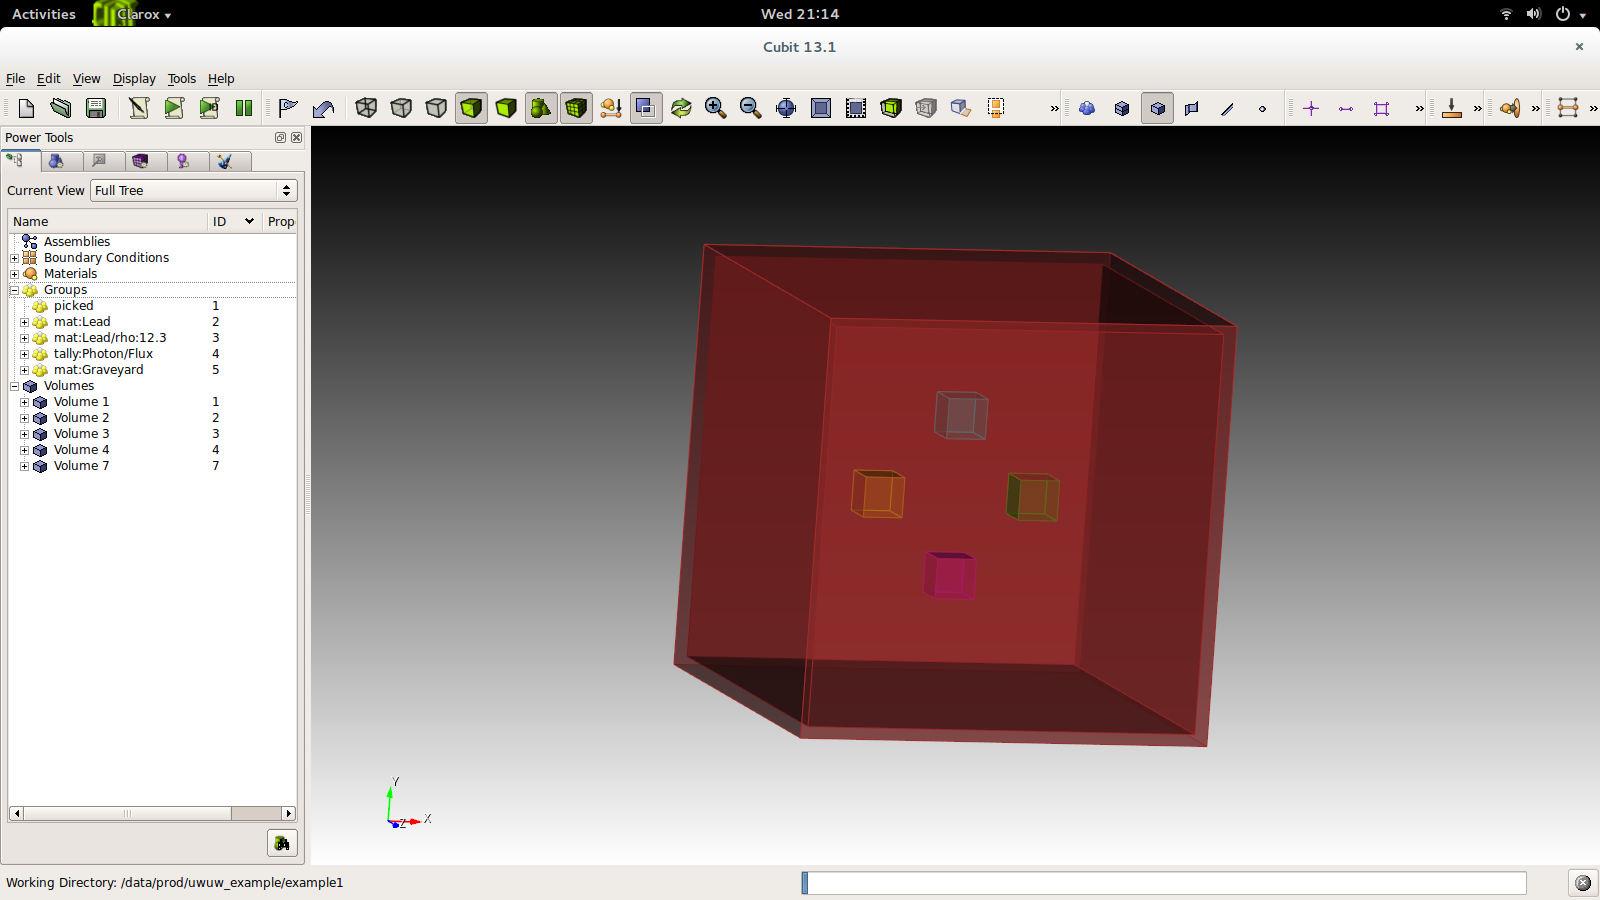 Activities Clarox Wed 21:14
Cubit 13.1
File Edit View Display Tools Help
Power Tools
Current View Full Tree
Name ID Prop
Assemblies
Boundary Conditions
Materials
Groups
picked 1
mat:Lead 2
mat:Lead/rho:12.3 3
tally:Photon/Flux 4
mat:Graveyard 5
Volumes
Volume 1 1
Volume 2 2
Volume 3 3
Volume 4 4
Volume 7 7
Y
Z X
Working Directory: /data/prod/uwuw_example/example1